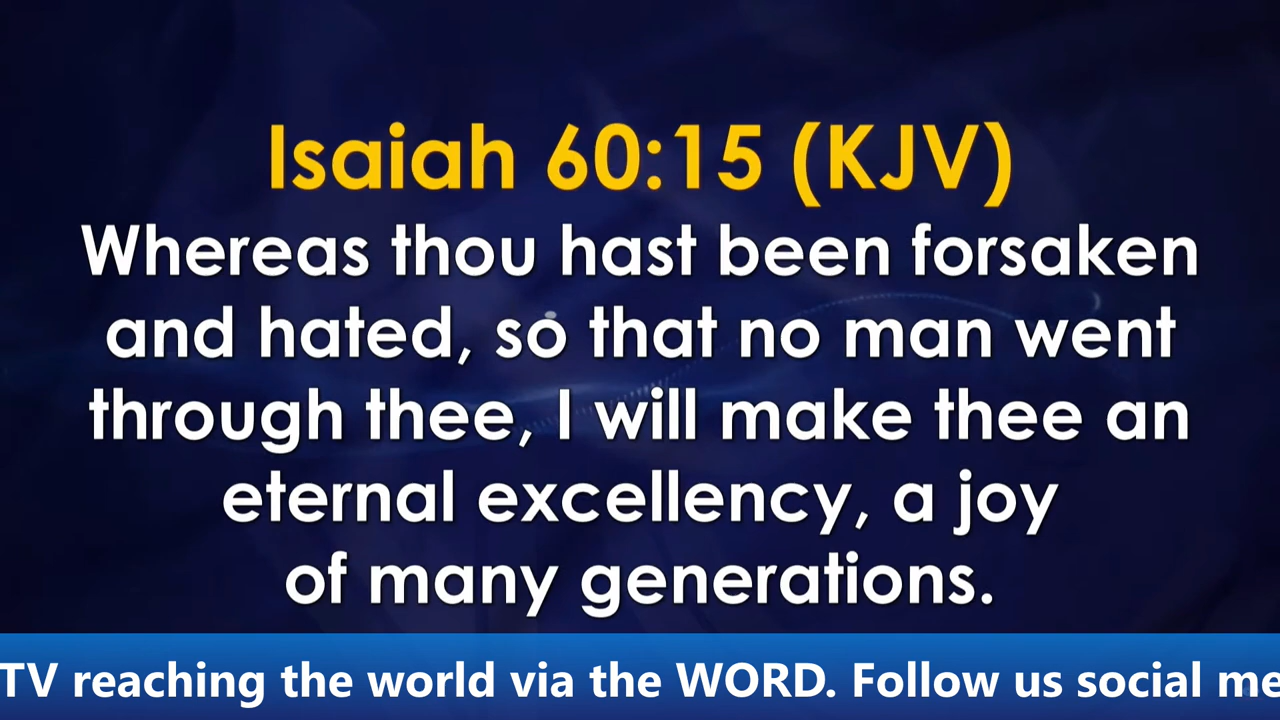 Isaiah 60:15 (KJV)
Whereas thou hast been forsaken
and hated, so that no man went
through thee, I will make thee an
eternal excellency, a joy
of many generations.
TV reaching the world via the WORD. Follow us social me